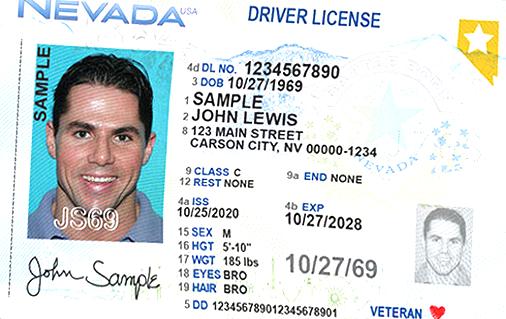 NEVADA USA DRIVER LICENSE
SAMPLE
4d DL NO. 1234567890
3 DOB 10/27/1969
1 SAMPLE
2 JOHN LEWIS
8 123 MAIN STREET
CARSON CITY, NV 00000-1234
NEVADA
9 CLASS C 9a END NONE
12 REST NONE
4a ISS 4b EXP
10/25/2020 10/27/2028
JS69
15 SEX M
16 HGT 5'-10"
17 WGT 185 lbs 10/27/69
18 EYES BRO
19 HAIR BRO
John Sample
5 DD 12345678901234567890​1
VETERAN